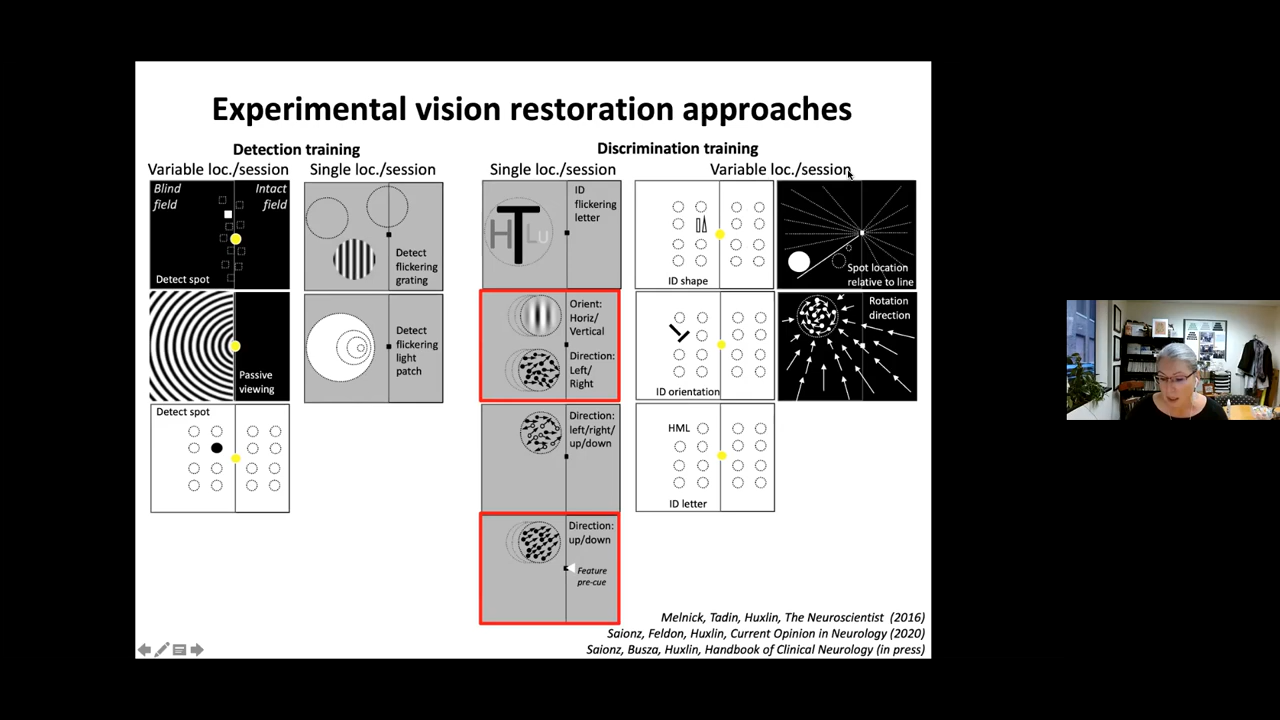 Experimental vision restoration approaches
Detection training
Variable loc./session
Single loc./session
Blind
field
Intact
field
Detect spot
Detect
flickering
grating
Passive
viewing
Detect
flickering
light
patch
Detect spot
Discrimination training
Single loc./session
Variable loc./session
ID
flickering
letter
H T L U
ID shape
Spot location
relative to line
Orient:
Horiz/
Vertical
Direction:
Left/
Right
ID orientation
Rotation
direction
Direction:
left/right/
up/down
HML
ID letter
Direction:
up/down
Feature
pre-cue
Melnick, Tadin, Huxlin, The Neuroscientist (2016)
Saionz, Feldon, Huxlin, Current Opinion in Neurology (2020)
Saionz, Busza, Huxlin, Handbook of Clinical Neurology (in press)